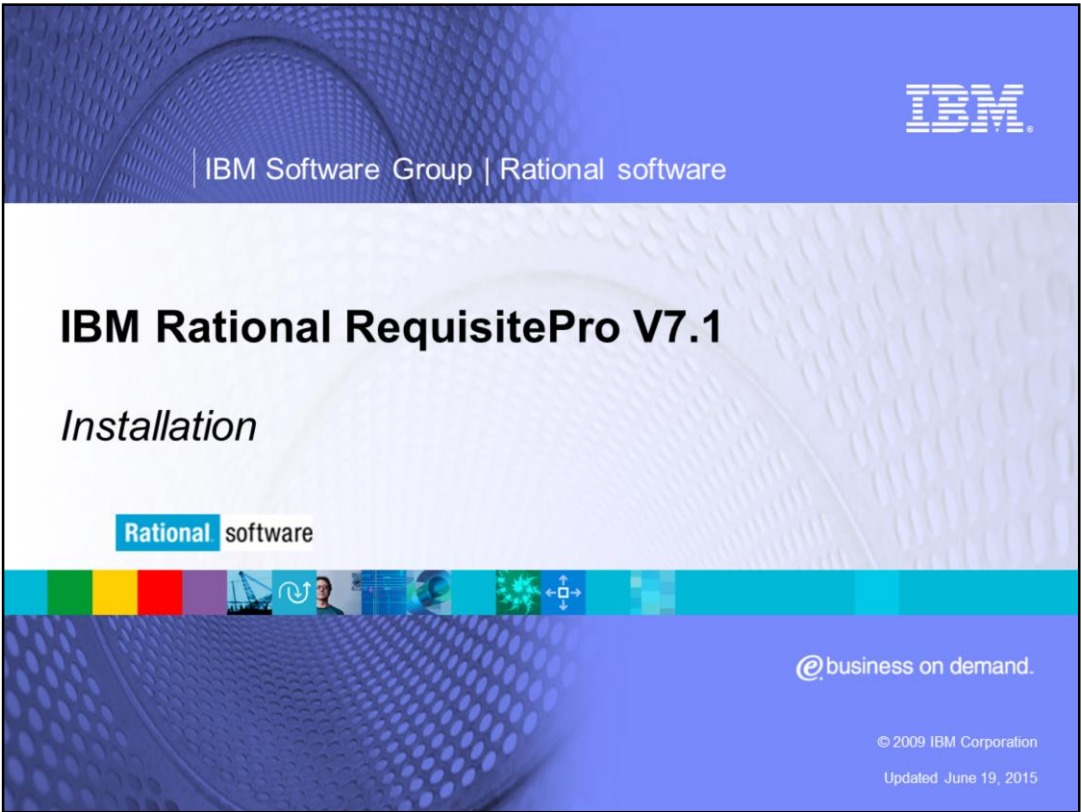 IBM®
IBM Software Group | Rational software
IBM Rational RequisitePro V7.1
Installation
Rational. software
e business on demand.
© 2009 IBM Corporation
Updated June 19, 2015